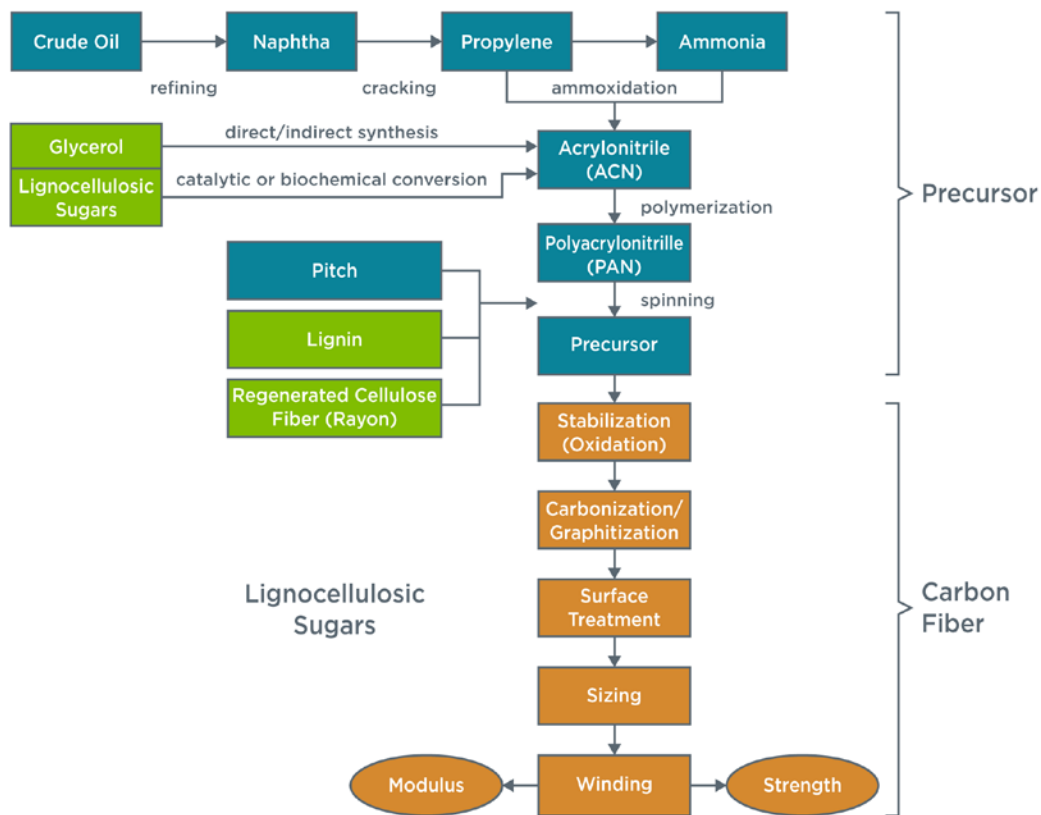 Crude Oil
Naphtha
Propylene
Ammonia
refining
cracking
ammoxidation
Glycerol
direct/indirect synthesis
Lignocellulosic
Sugars
catalytic or biochemical conversion
Acrylonitrile
(ACN)
polymerization
Precursor
Pitch
Polyacrylonitrille
(PAN)
spinning
Lignin
Precursor
Regenerated Cellulose
Fiber (Rayon)
Stabilization
(Oxidation)
Carbonization/
Graphitization
Lignocellulosic
Sugars
Surface
Treatment
Carbon
Fiber
Sizing
Modulus
Winding
Strength